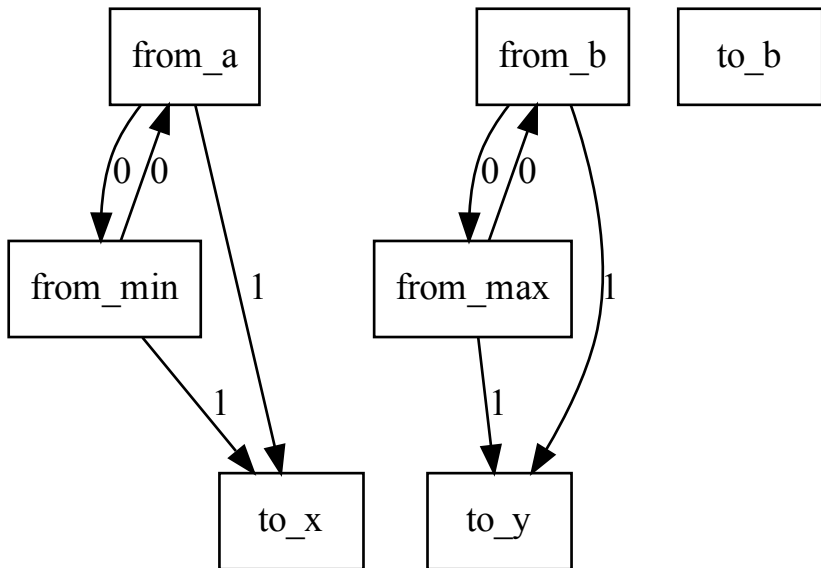 from_a from_b to_b
0 0 0 0
from_min 1 from_max 1
1 1
to_x to_y